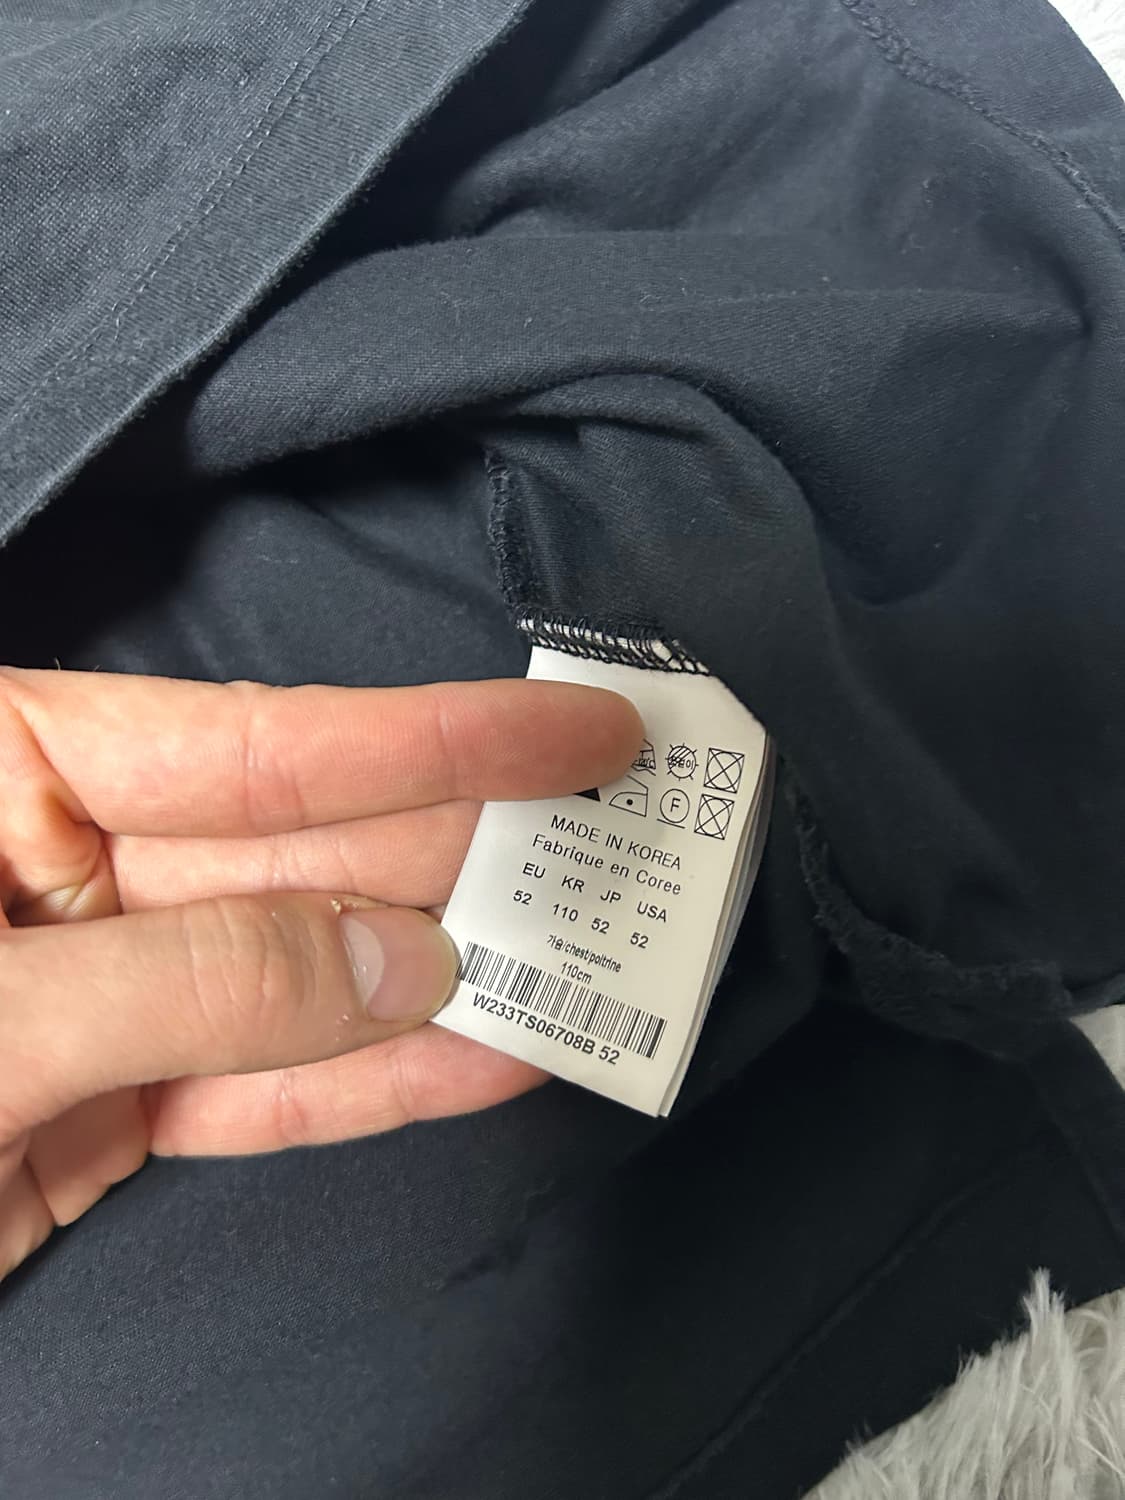 F
MADE IN KOREA
Fabrique en Coree
EU KR JP USA
52 110 52 52
가슴/chest/poitrine
110cm
W233TS06708B 52